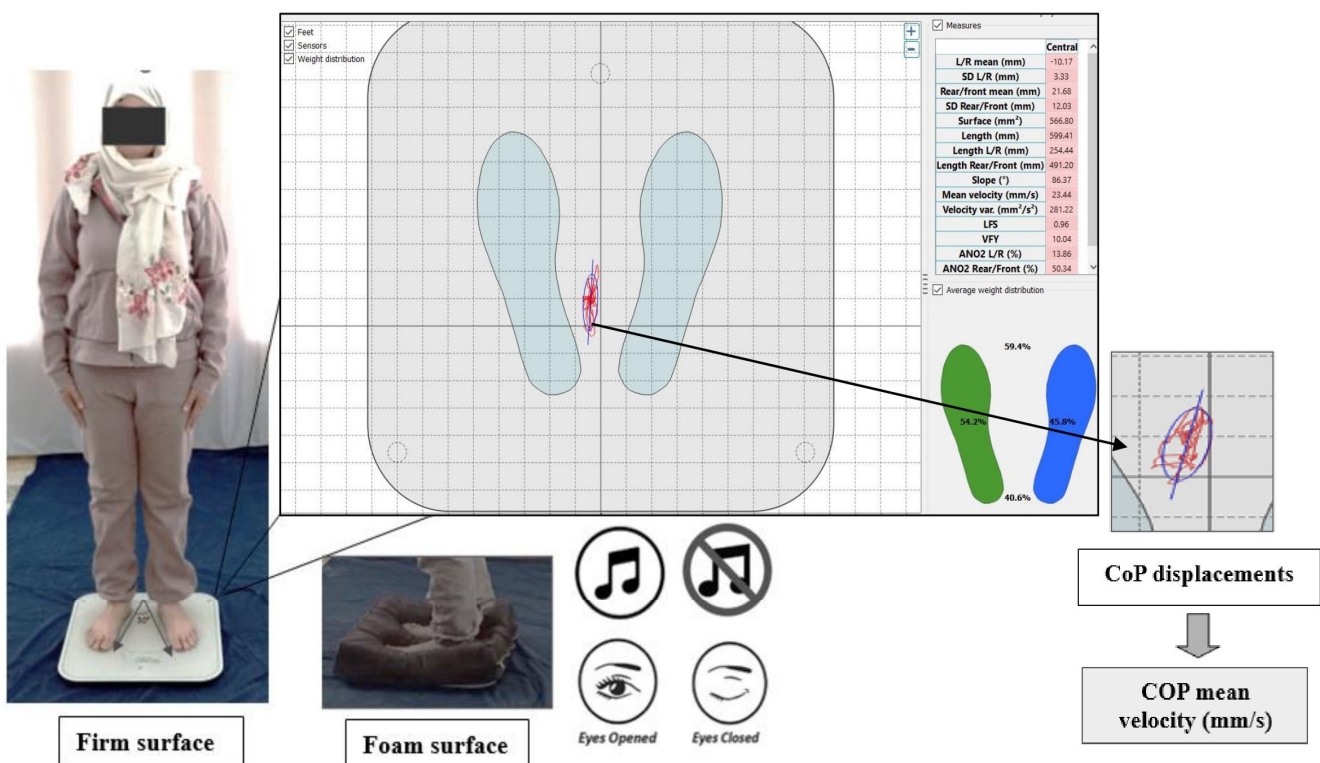 Feet
Sensors
Weight distribution
+
−
Measures
Central
L/R mean (mm) -10.17
SD L/R (mm) 3.33
Rear/front mean (mm) 21.68
SD Rear/Front (mm) 12.03
Surface (mm²) 566.80
Length (mm) 599.41
Length L/R (mm) 254.44
Length Rear/Front (mm) 491.20
Slope (°) 86.37
Mean velocity (mm/s) 23.44
Velocity var. (mm²/s²) 281.22
LFS 0.96
VFY 10.04
ANO2 L/R (%) 13.86
ANO2 Rear/Front (%) 50.34
Average weight distribution
59.4%
54.2% 45.8%
40.6%
30°
CoP displacements
COP mean
velocity (mm/s)
Eyes Opened Eyes Closed
Firm surface
Foam surface